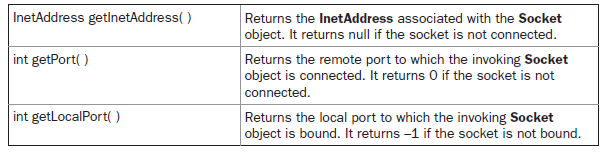 InetAddress getInetAddress( )
Returns the InetAddress associated with the Socket
object. It returns null if the socket is not connected.
int getPort( )
Returns the remote port to which the invoking Socket
object is connected. It returns 0 if the socket is not
connected.
int getLocalPort( )
Returns the local port to which the invoking Socket
object is bound. It returns –1 if the socket is not bound.